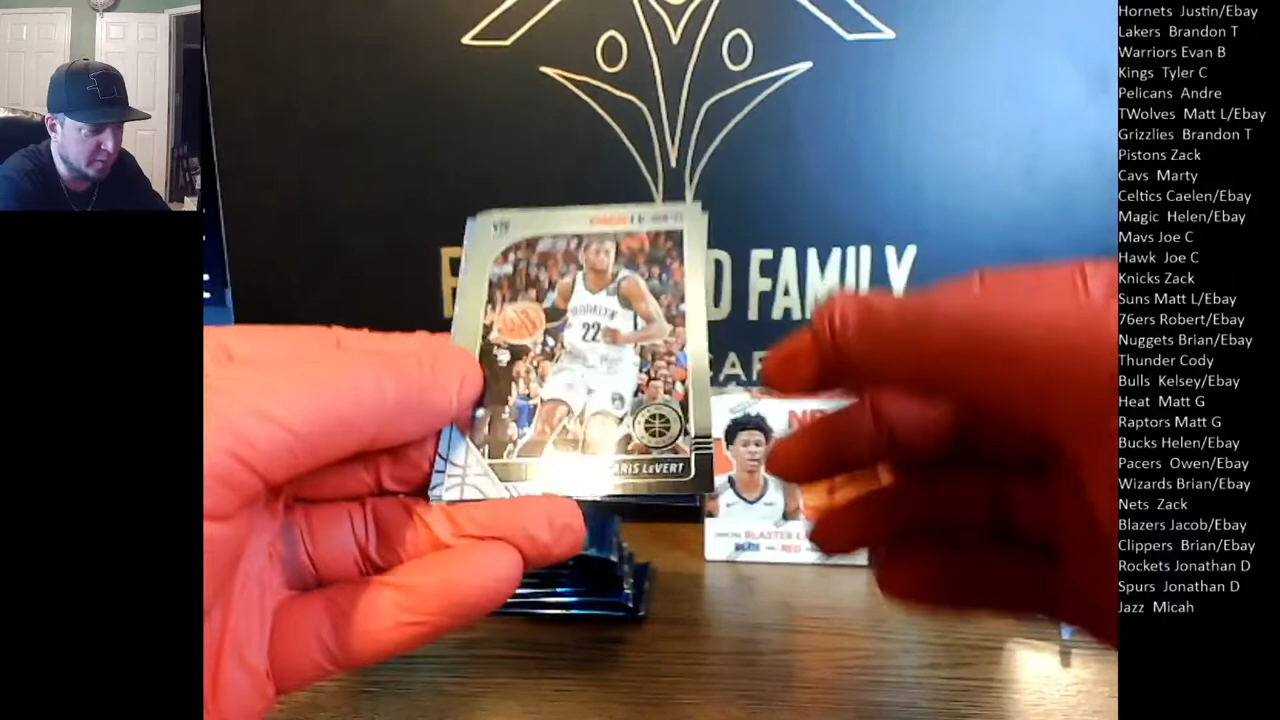 Hornets Justin/Ebay
Lakers Brandon T
Warriors Evan B
Kings Tyler C
Pelicans Andre
TWolves Matt L/Ebay
Grizzlies Brandon T
Pistons Zack
Cavs Marty
Celtics Caelen/Ebay
Magic Helen/Ebay
Mavs Joe C
Hawk Joe C
Knicks Zack
Suns Matt L/Ebay
76ers Robert/Ebay
Nuggets Brian/Ebay
Thunder Cody
Bulls Kelsey/Ebay
Heat Matt G
Raptors Matt G
Bucks Helen/Ebay
Pacers Owen/Ebay
Wizards Brian/Ebay
Nets Zack
Blazers Jacob/Ebay
Clippers Brian/Ebay
Rockets Jonathan D
Spurs Jonathan D
Jazz Micah
FAMILY
BROOKLYN
22
ARIS LEVERT
BLASTER
BLUE RED